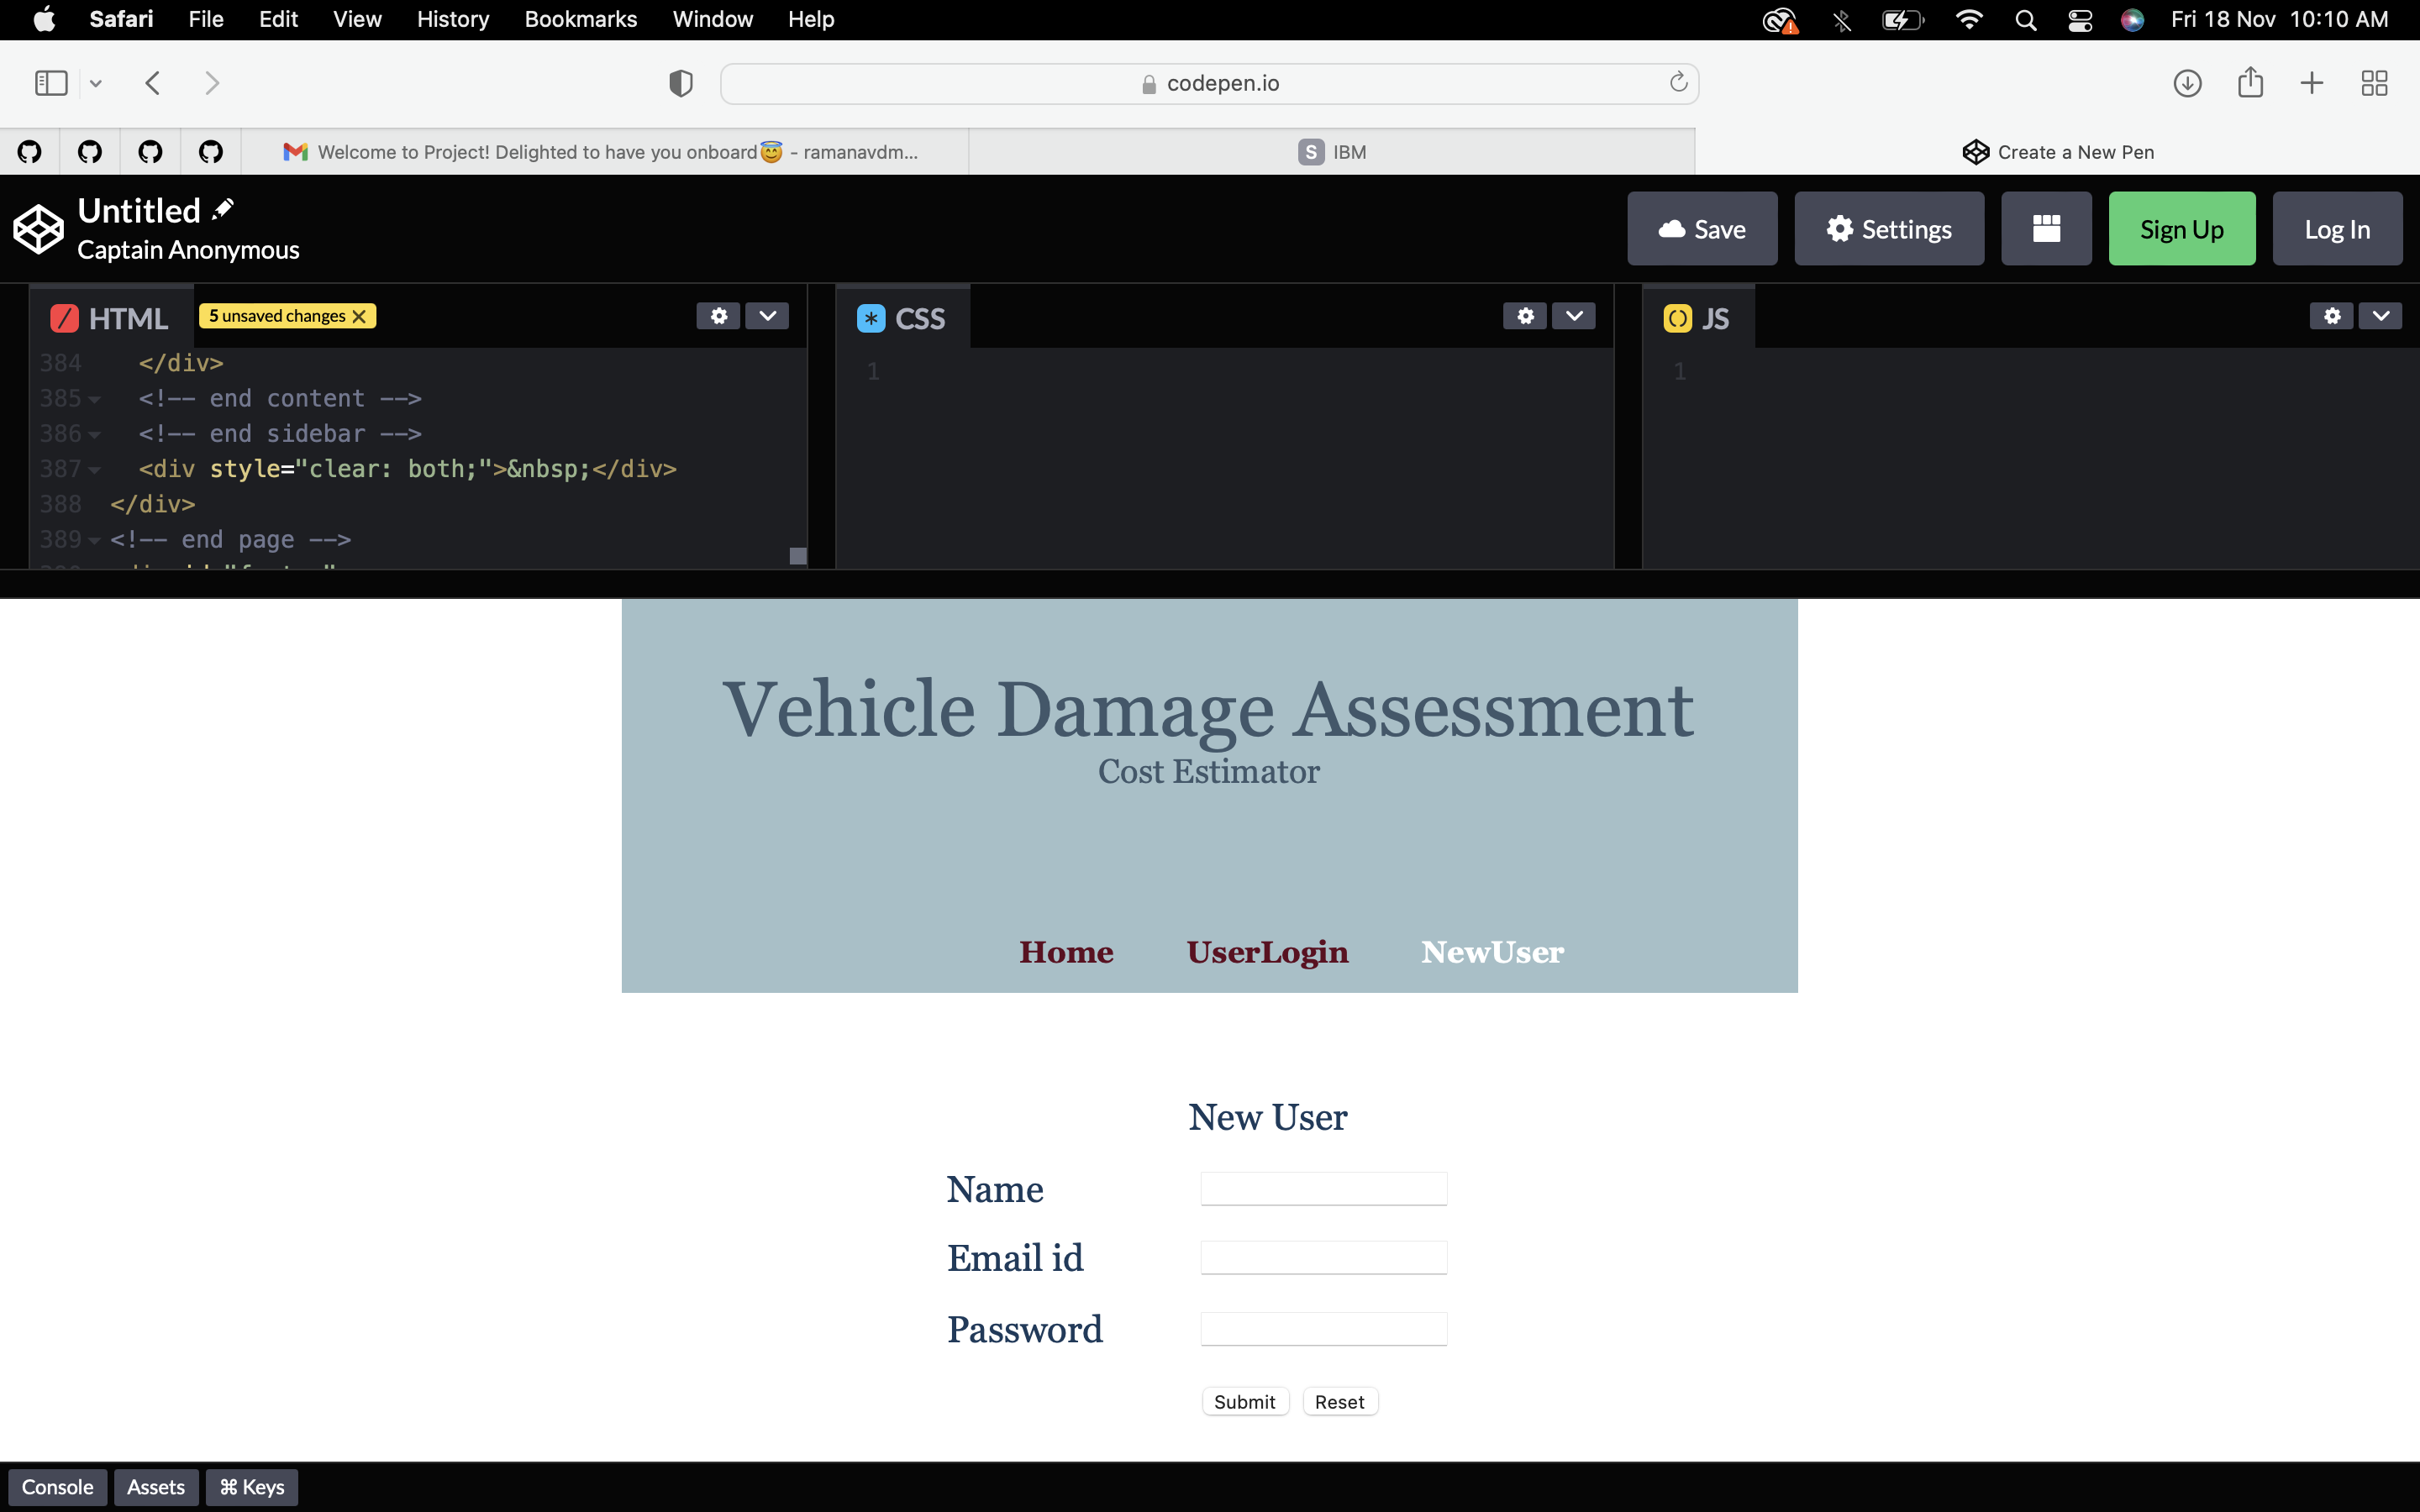 Safari File Edit View History Bookmarks Window Help Fri 18 Nov 10:10 AM
codepen.io
Welcome to Project! Delighted to have you onboard😇 - ramanavdm... S IBM Create a New Pen
Untitled
Captain Anonymous
Save Settings Sign Up Log In
HTML 5 unsaved changes CSS JS
384 </div>
385 <!-- end content -->
386 <!-- end sidebar -->
387 <div style="clear: both;">&nbsp;</div>
388 </div>
389 <!-- end page -->
1
1
Vehicle Damage Assessment
Cost Estimator
Home UserLogin NewUser
New User
Name
Email id
Password
Submit Reset
Console Assets ⌘ Keys